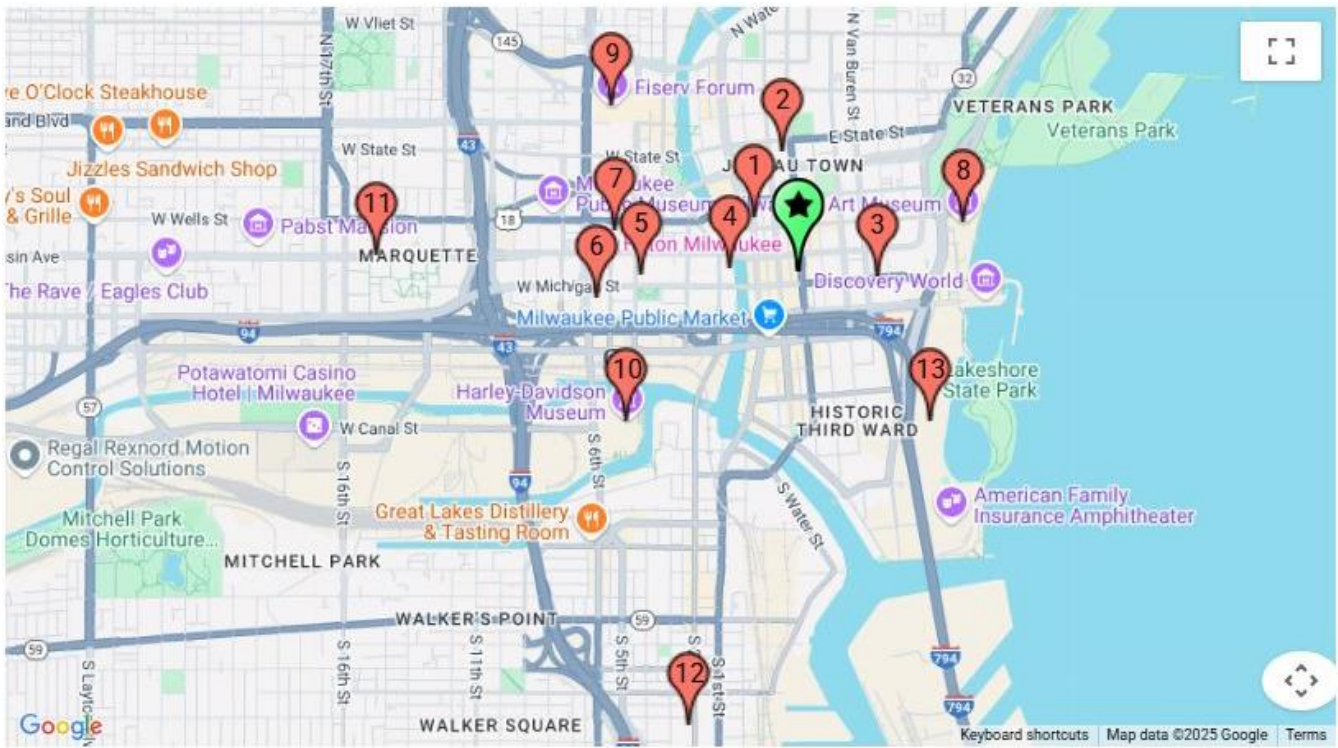 W Vliet St
145
N Water
N Van Buren St
32
9
Fiserv Forum
2
VETERANS PARK
Veterans Park
N 17th St
43
E State St
e O'Clock Steakhouse
and Blvd
Jizzles Sandwich Shop
W State St
W State St
1
8
7
11
's Soul
& Grille
W Wells St
Pabst Mansion
18
Art Museum
4
5
3
6
sin Ave
MARQUETTE
The Rave / Eagles Club
W Michigan St
Discovery World
Milwaukee Public Market
94
43
794
Potawatomi Casino
Hotel | Milwaukee
10
Harley-Davidson
Museum
13
Lakeshore
State Park
57
W Canal St
HISTORIC
THIRD WARD
Regal Rexnord Motion
Control Solutions
S 16th St
S 6th St
94
S Water St
American Family
Insurance Amphitheater
Great Lakes Distillery
& Tasting Room
Mitchell Park
Domes Horticulture...
MITCHELL PARK
WALKER'S POINT
59
59
S 16th St
S 11th St
S 5th St
S 1st St
794
12
794
WALKER SQUARE
Google
Keyboard shortcuts
Map data ©2025 Google
Terms